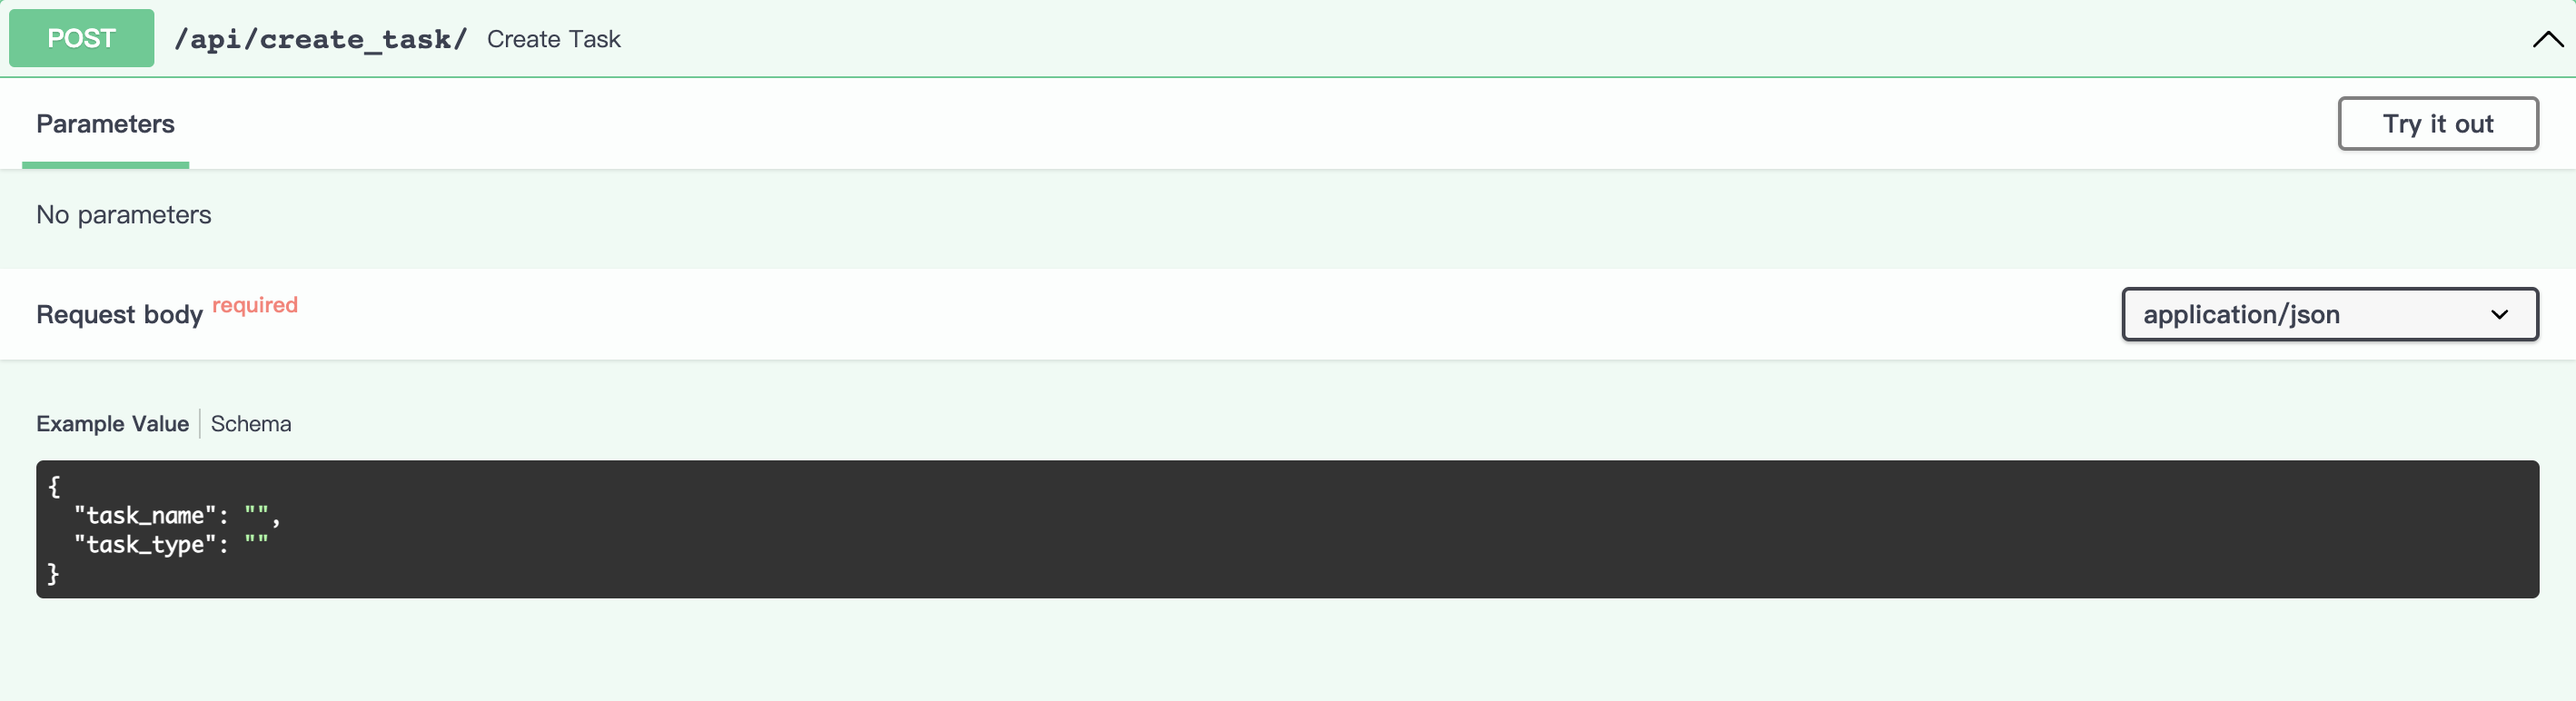 POST /api/create_task/ Create Task
Parameters
Try it out
No parameters
Request body required
application/json
Example Value Schema
{
  "task_name": "",
  "task_type": ""
}